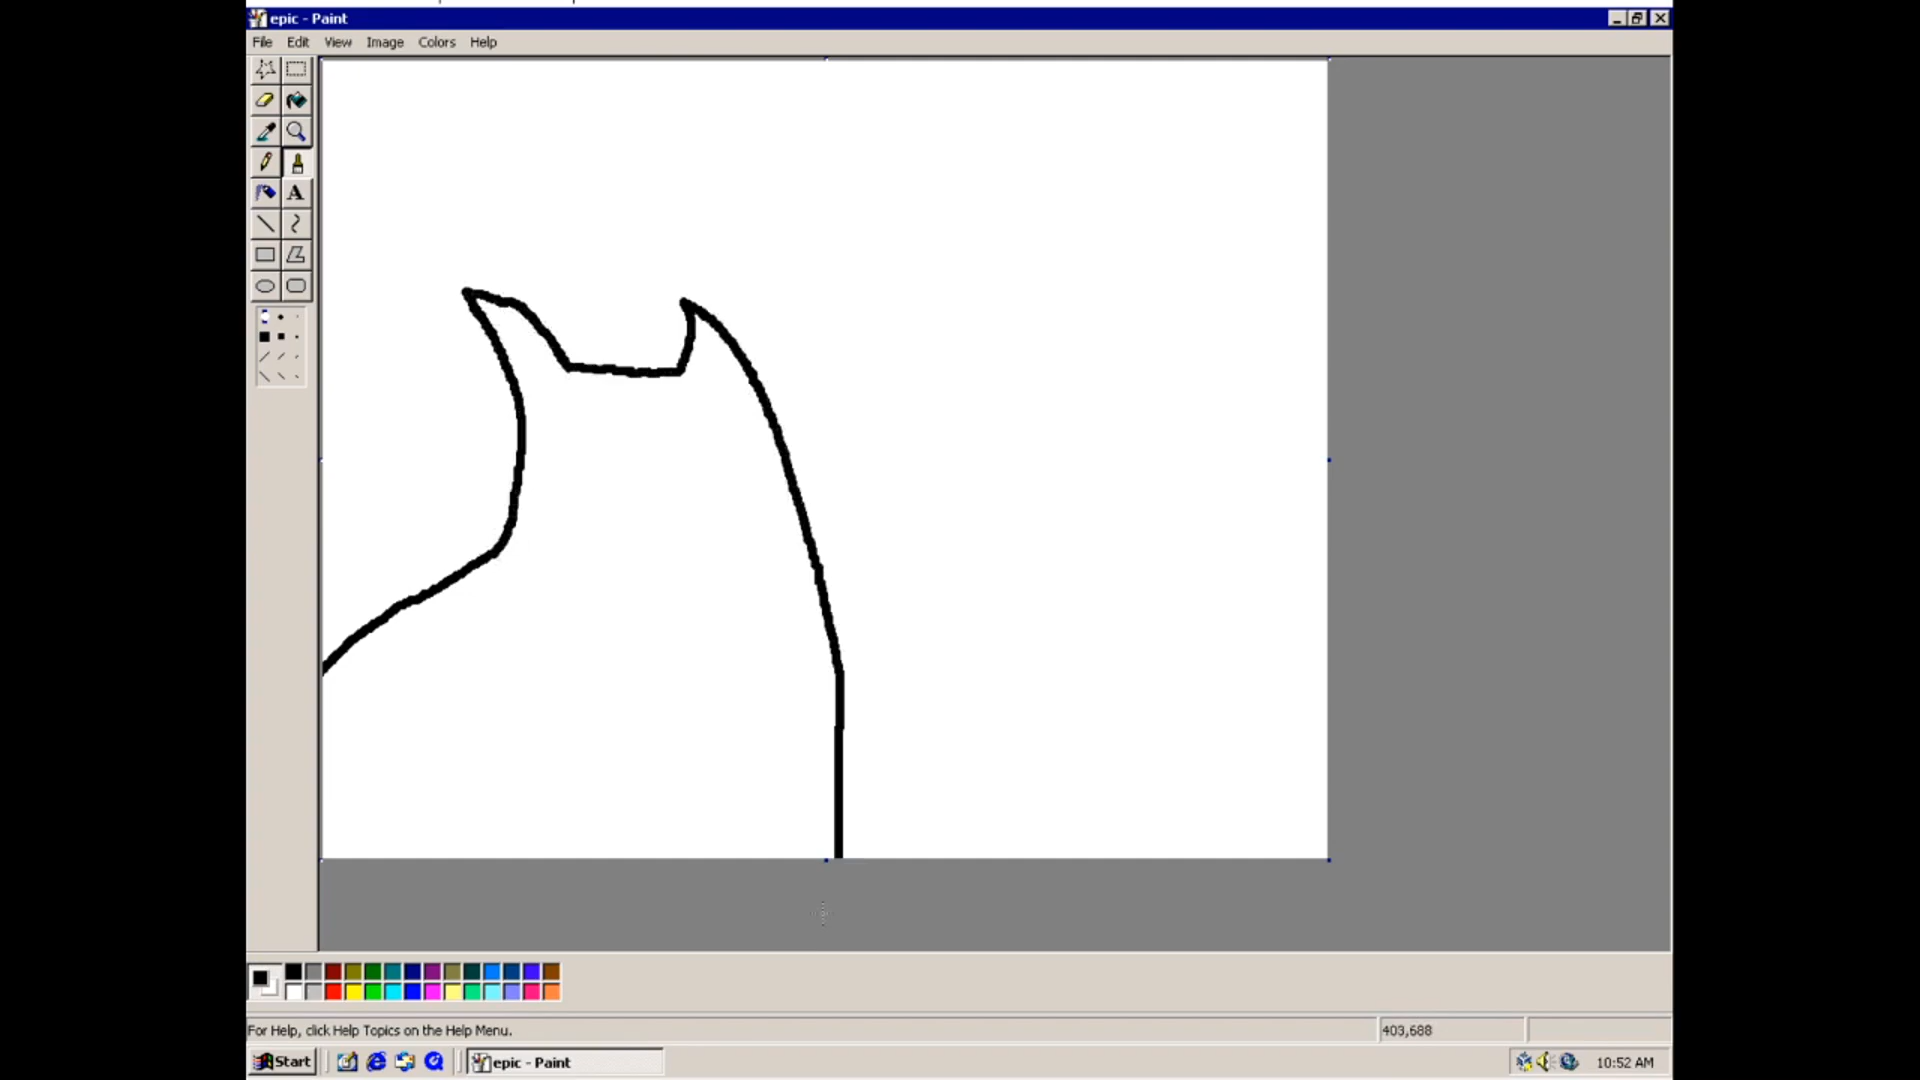 epic - Paint
File Edit View Image Colors Help
A
For Help, click Help Topics on the Help Menu.
403,688
Start
epic - Paint
10:52 AM